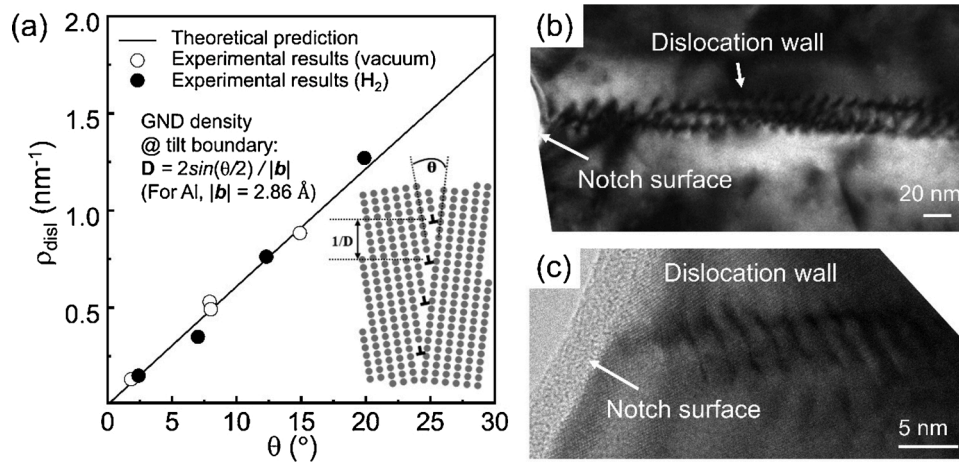 (a)
2.0
1.5
1.0
0.5
0
5
10
15
20
25
30
ρdisl (nm⁻¹)
θ (°)
Theoretical prediction
Experimental results (vacuum)
Experimental results (H₂)
GND density
@ tilt boundary:
D = 2sin(θ/2) /|b|
(For Al, |b| = 2.86 Å)
θ
1/D
(b)
Dislocation wall
Notch surface
20 nm
(c)
Dislocation wall
Notch surface
5 nm